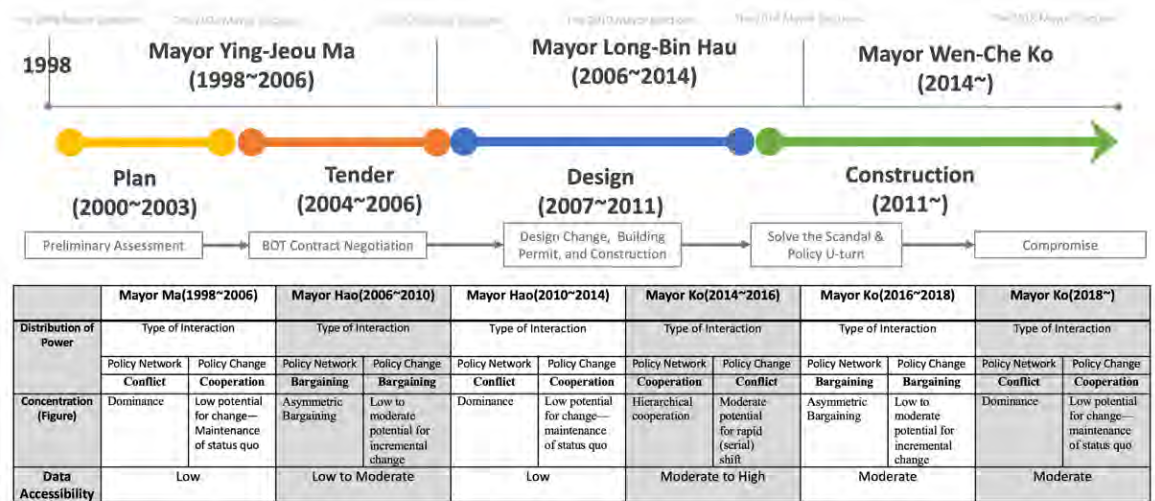 1998
Mayor Ying-Jeou Ma
(1998~2006)
Mayor Long-Bin Hau
(2006~2014)
Mayor Wen-Che Ko
(2014~)
Plan
(2000~2003)
Tender
(2004~2006)
Design
(2007~2011)
Construction
(2011~)
Preliminary Assessment
BOT Contract Negotiation
Design Change, Building
Permit, and Construction
Solve the Scandal &
Policy U-turn
Compromise
Mayor Ma(1998~2006) Mayor Hao(2006~2010) Mayor Hao(2010~2014) Mayor Ko(2014~2016) Mayor Ko(2016~2018) Mayor Ko(2018~)
Distribution of
Power
Type of Interaction Type of Interaction Type of Interaction Type of Interaction Type of Interaction Type of Interaction
Policy Network Policy Change Policy Network Policy Change Policy Network Policy Change Policy Network Policy Change Policy Network Policy Change Policy Network Policy Change
Conflict Cooperation Bargaining Bargaining Conflict Cooperation Cooperation Conflict Bargaining Bargaining Conflict Cooperation
Concentration
(Figure)
Dominance
Low potential
for change—
Maintenance
of status quo
Asymmetric
Bargaining
Low to
moderate
potential for
incremental
change
Dominance
Low potential
for change—
maintenance
of status quo
Hierarchical
cooperation
Moderate
potential
for rapid
(serial)
shift
Asymmetric
Bargaining
Low to
moderate
potential for
incremental
change
Dominance
Low potential
for change—
maintenance
of status quo
Data
Accessibility
Low Low to Moderate Low Moderate to High Moderate Moderate